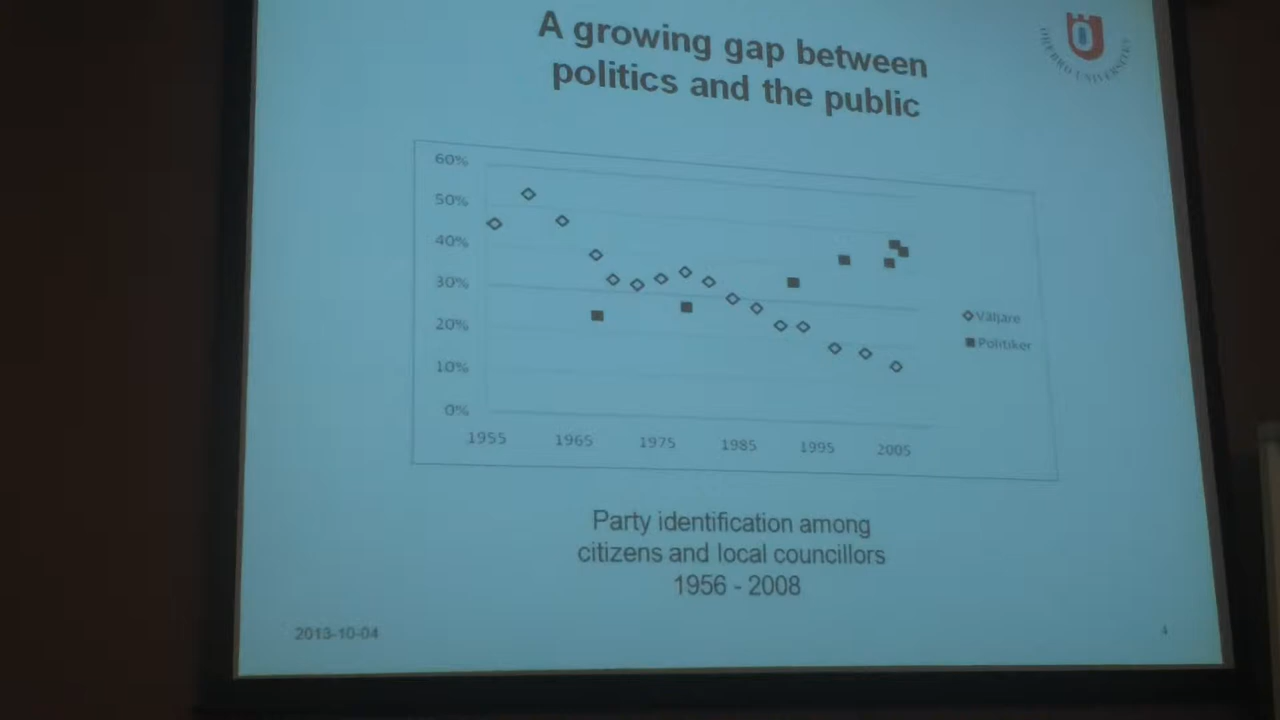 A growing gap between
politics and the public
ÖREBRO UNIVERSITY
60%
50%
40%
30%
20%
10%
0%
1955 1965 1975 1985 1995 2005
Väljare
Politiker
Party identification among
citizens and local councillors
1956 - 2008
2013-10-04
4